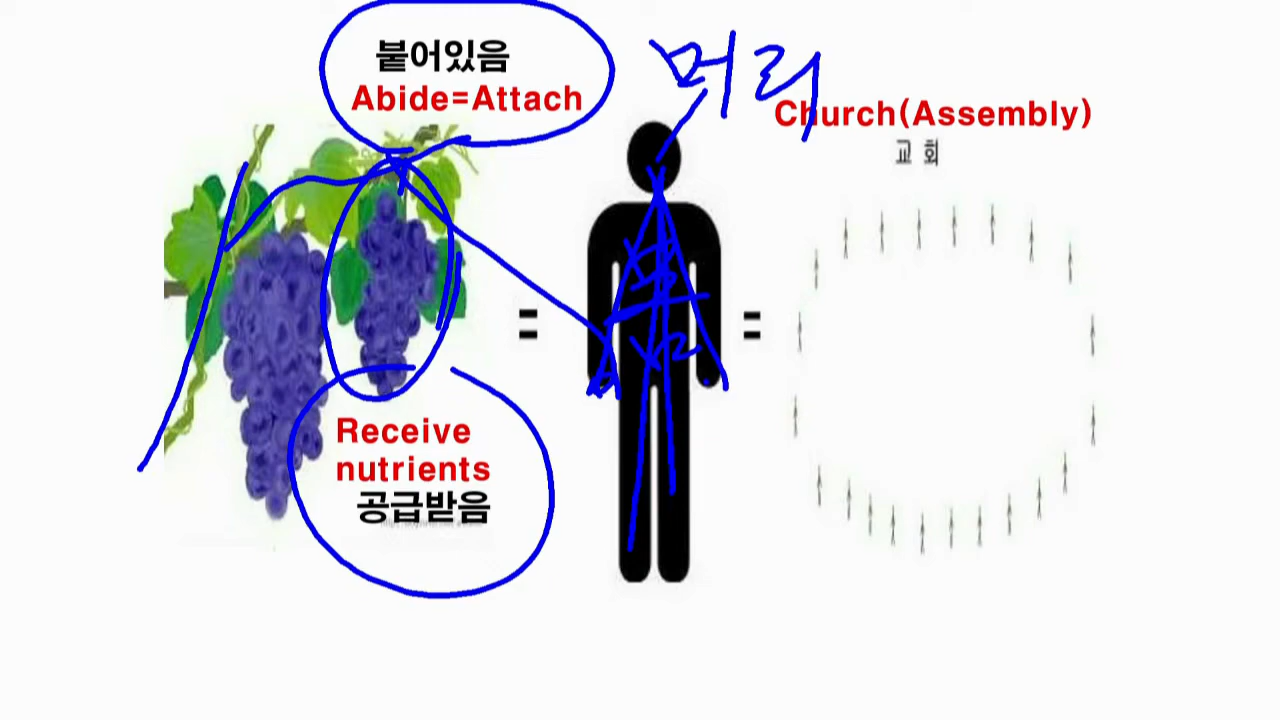 붙어있음
Abide=Attach
머리
Church(Assembly)
교 회
=
=
Receive
nutrients
공급받음